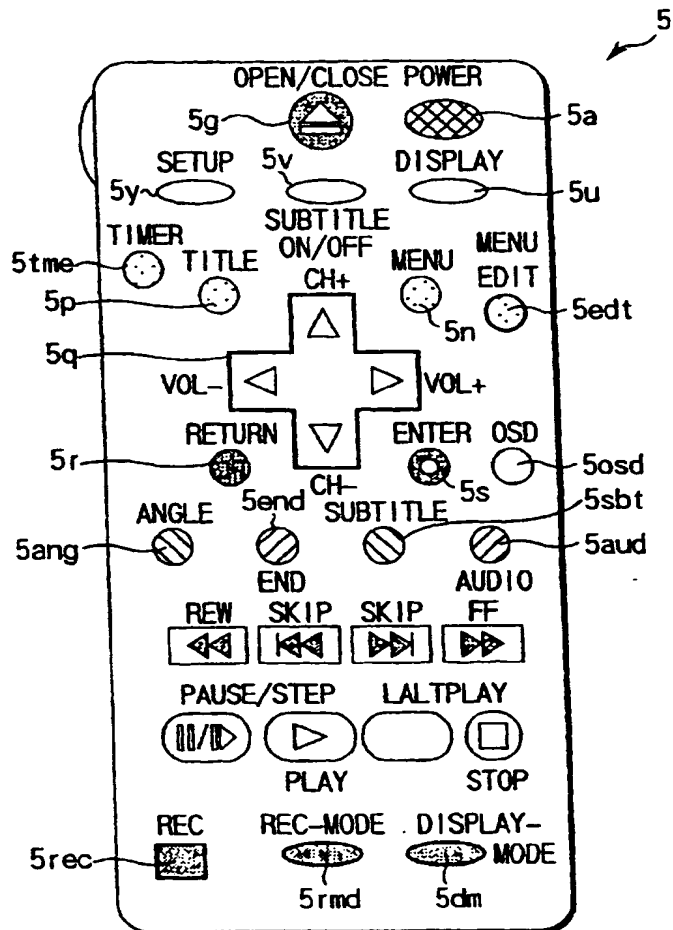 5
OPEN/CLOSE POWER
5g
5a
SETUP 5v DISPLAY
5y
5u
SUBTITLE
ON/OFF
TIMER
TITLE
MENU
MENU
EDIT
5tme
5p
5n
5edt
CH+
5q
VOL-
VOL+
RETURN
ENTER OSD
5r
5s
5osd
CH-
ANGLE 5end SUBTITLE 5sbt
5ang
5aud
END
AUDIO
REW SKIP SKIP FF
PAUSE/STEP LALTPLAY
PLAY STOP
REC REC-MODE DISPLAY-
MODE
5rec
5rmd 5dm